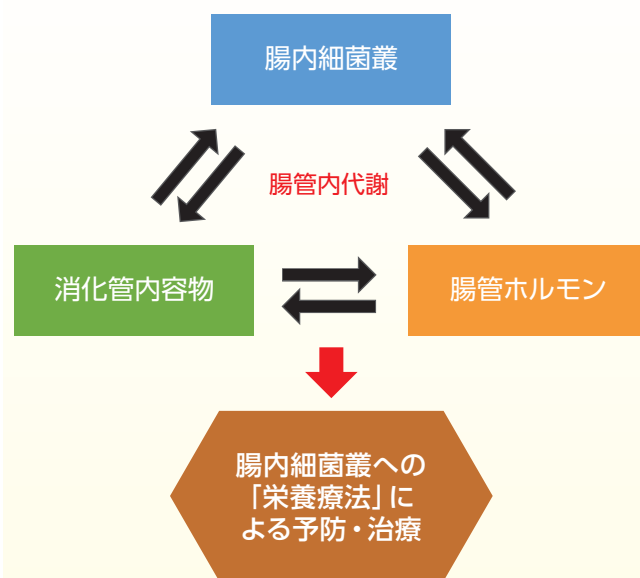 腸内細菌叢
腸管内代謝
消化管内容物
腸管ホルモン
腸内細菌叢への
「栄養療法」に
よる予防・治療